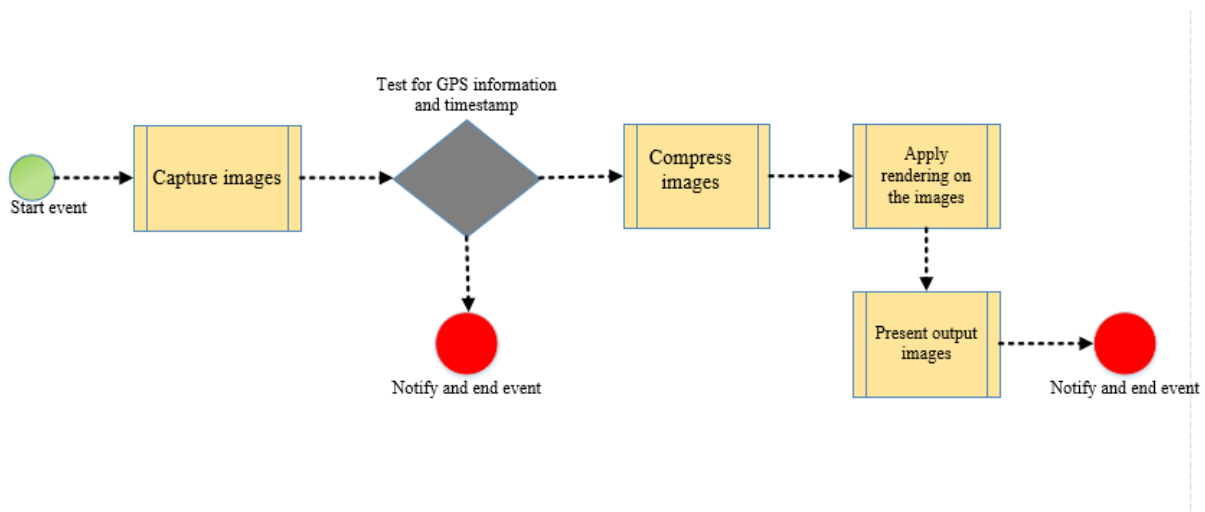 Test for GPS information
and timestamp
Start event
Capture images
Compress
images
Apply
rendering on
the images
Present output
images
Notify and end event
Notify and end event